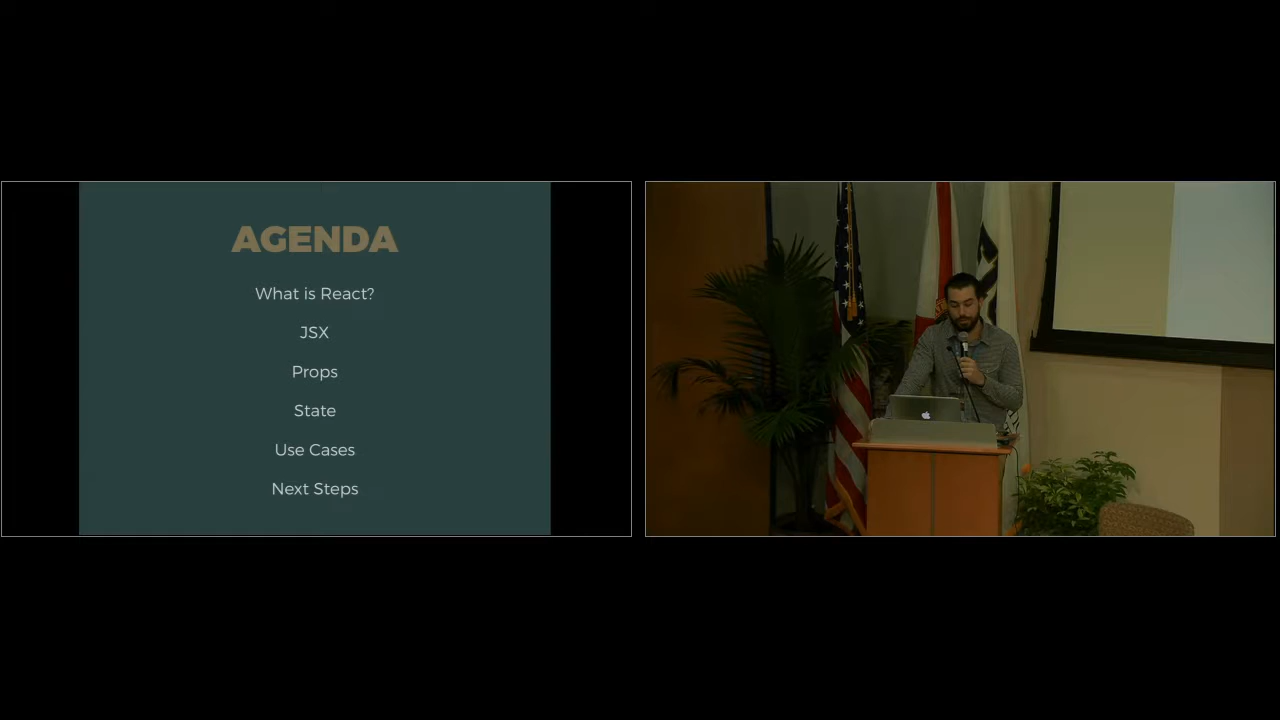 AGENDA
What is React?
JSX
Props
State
Use Cases
Next Steps